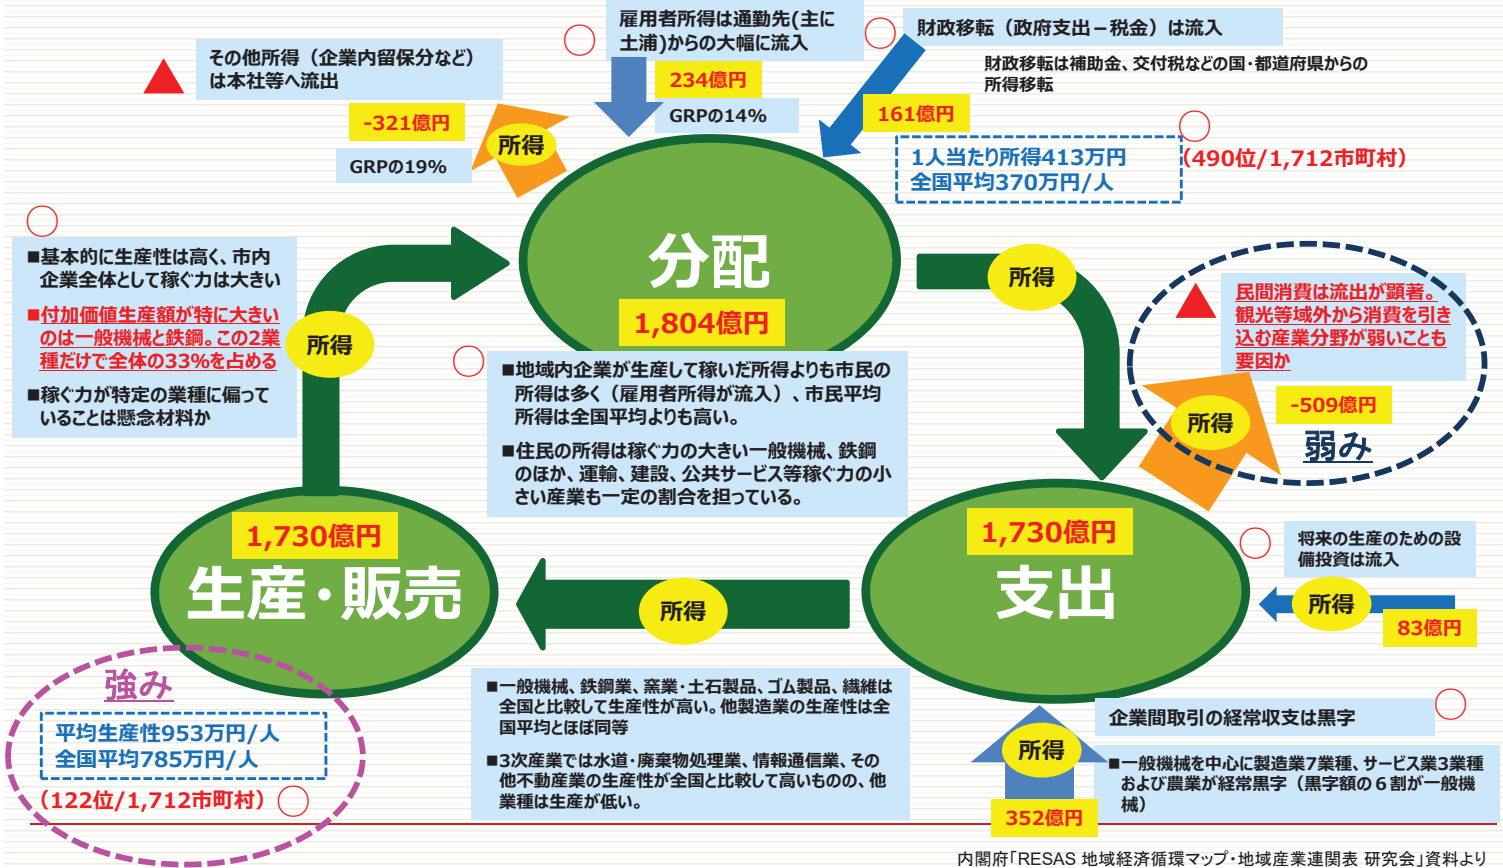 その他所得（企業内留保分など）
は本社等へ流出
-321億円
GRPの19%
所得
雇用者所得は通勤先(主に
土浦)からの大幅に流入
234億円
GRPの14%
財政移転（政府支出－税金）は流入
財政移転は補助金、交付税などの国・都道府県からの
所得移転
161億円
1人当たり所得413万円
全国平均370万円/人
（490位/1,712市町村）
■基本的に生産性は高く、市内
企業全体として稼ぐ力は大きい
■付加価値生産額が特に大きい
のは一般機械と鉄鋼。この2業
種だけで全体の33%を占める
■稼ぐ力が特定の業種に偏って
いることは懸念材料か
所得
分配
1,804億円
■地域内企業が生産して稼いだ所得よりも市民の
所得は多く（雇用者所得が流入）、市民平均
所得は全国平均よりも高い。
■住民の所得は稼ぐ力の大きい一般機械、鉄鋼
のほか、運輸、建設、公共サービス等稼ぐ力の小
さい産業も一定の割合を担っている。
所得
民間消費は流出が顕著。
観光等域外から消費を引き
込む産業分野が弱いことも
要因か
-509億円
所得
弱み
1,730億円
生産・販売
所得
1,730億円
支出
将来の生産のための設
備投資は流入
所得
83億円
強み
平均生産性953万円/人
全国平均785万円/人
（122位/1,712市町村）
■一般機械、鉄鋼業、窯業・土石製品、ゴム製品、繊維は
全国と比較して生産性が高い。他製造業の生産性は全
国平均とほぼ同等
■3次産業では水道・廃棄物処理業、情報通信業、その
他不動産業の生産性が全国と比較して高いものの、他
業種は生産が低い。
所得
352億円
企業間取引の経常収支は黒字
■一般機械を中心に製造業7業種、サービス業3業種
および農業が経常黒字（黒字額の６割が一般機
械）
内閣府「RESAS 地域経済循環マップ・地域産業連関表 研究会」資料より